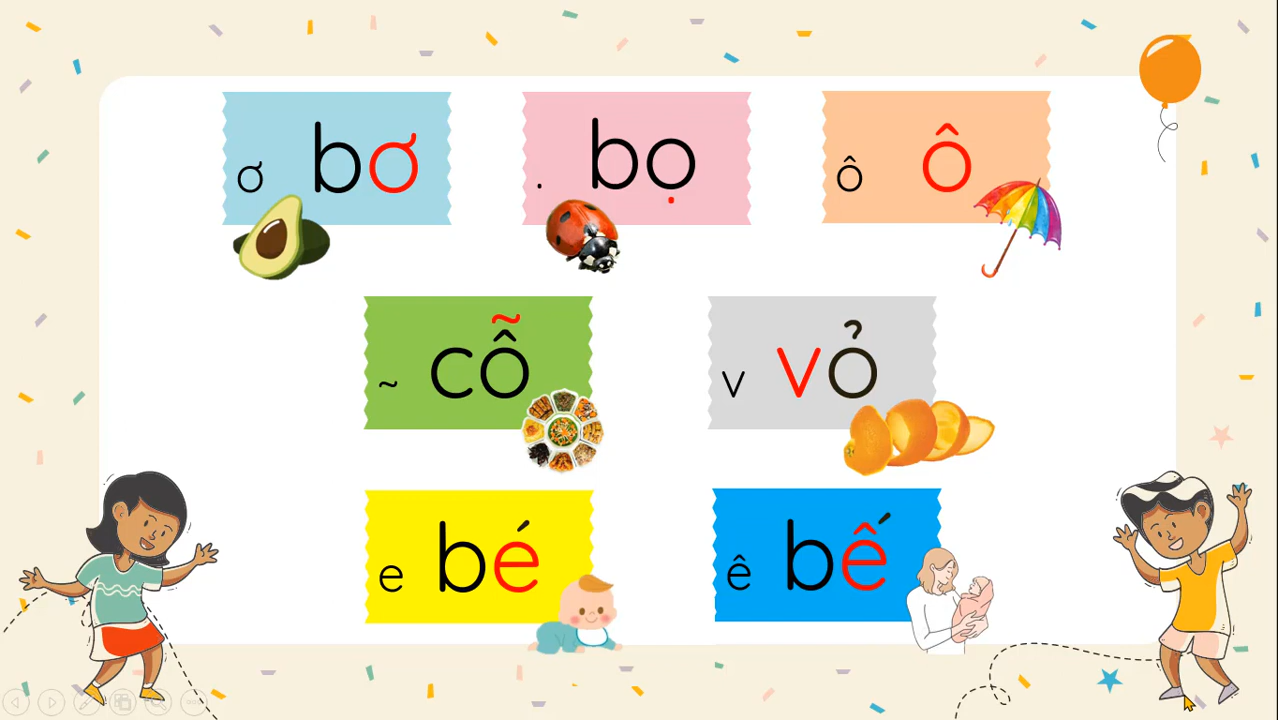 ơ bơ
. bọ
ô ô
~ cỗ
v vỏ
e bé
ê bế